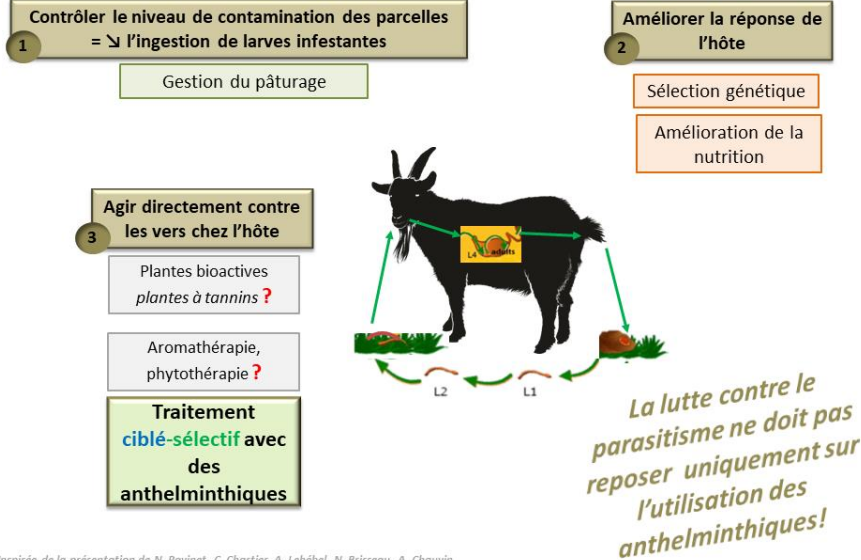 Contrôler le niveau de contamination des parcelles
= ↘ l'ingestion de larves infestantes
1
Gestion du pâturage
Améliorer la réponse de
l'hôte
2
Sélection génétique
Amélioration de la
nutrition
Agir directement contre
les vers chez l'hôte
3
Plantes bioactives
plantes à tannins ?
Aromathérapie,
phytothérapie ?
Traitement
ciblé-sélectif avec
des
anthelminthiques
L4
adults
L2
L1
La lutte contre le
parasitisme ne doit pas
reposer uniquement sur
l'utilisation des
anthelminthiques!